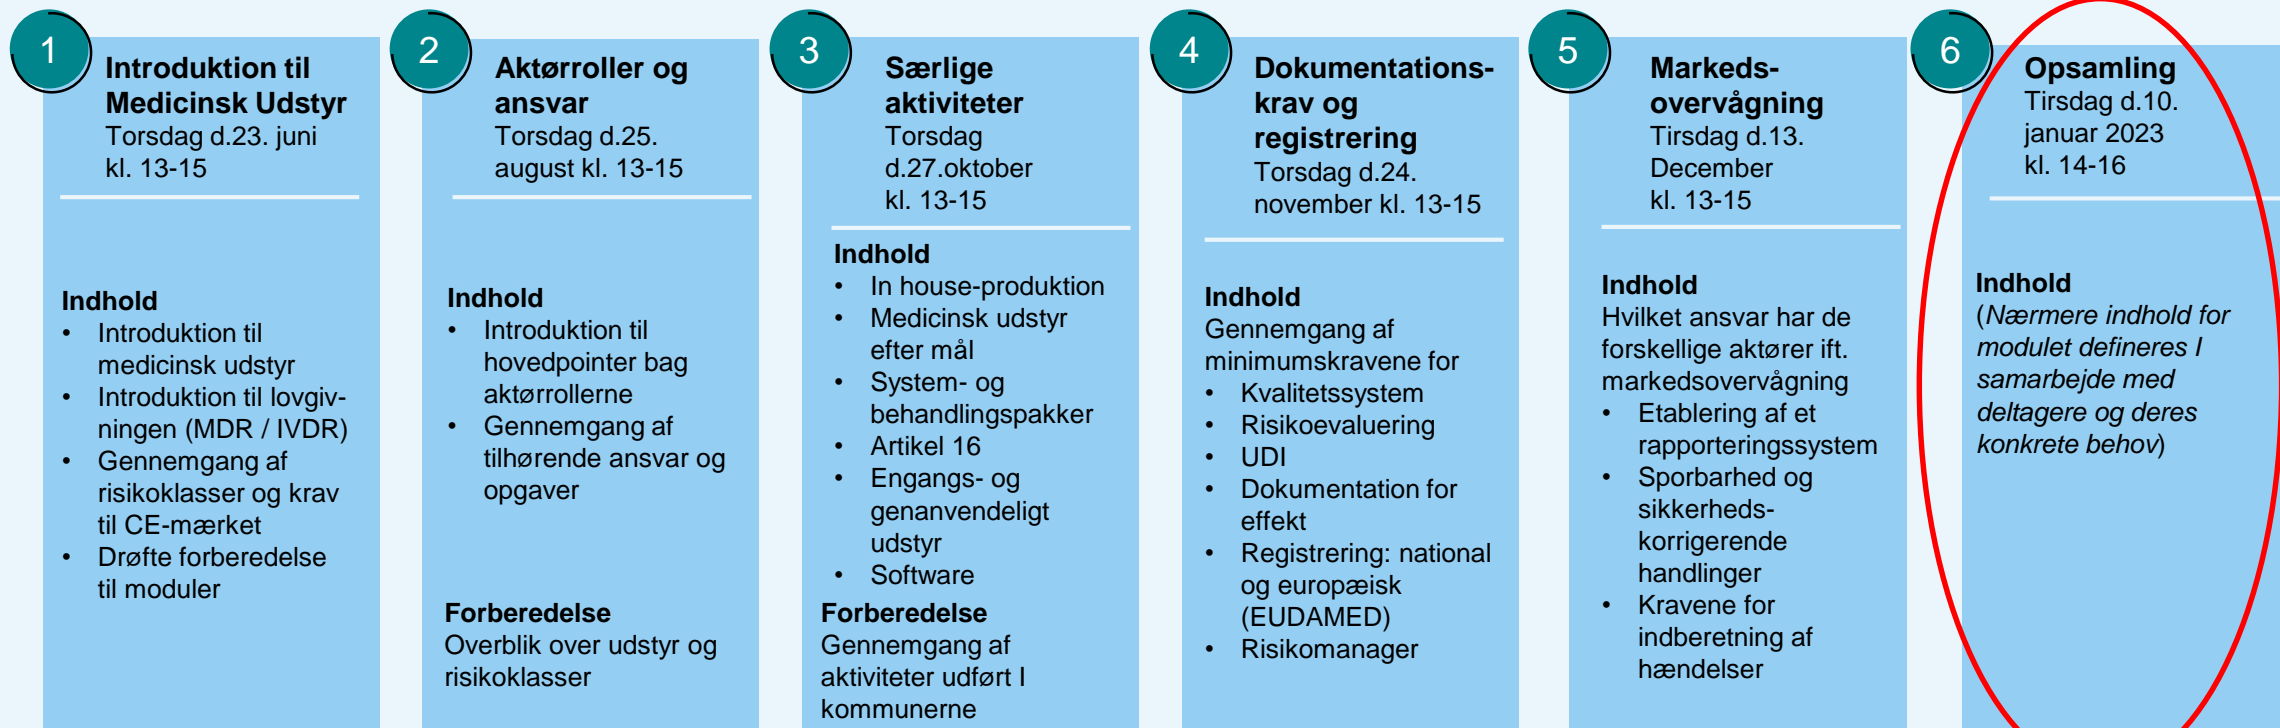 1
Introduktion til
Medicinsk Udstyr
Torsdag d.23. juni
kl. 13-15
Indhold
• Introduktion til
medicinsk udstyr
• Introduktion til lovgiv-
ningen (MDR / IVDR)
• Gennemgang af
risikoklasser og krav
til CE-mærket
• Drøfte forberedelse
til moduler
2
Aktørroller og
ansvar
Torsdag d.25.
august kl. 13-15
Indhold
• Introduktion til
hovedpointer bag
aktørrollerne
• Gennemgang af
tilhørende ansvar og
opgaver
Forberedelse
Overblik over udstyr og
risikoklasser
3
Særlige
aktiviteter
Torsdag
d.27.oktober
kl. 13-15
Indhold
• In house-produktion
• Medicinsk udstyr
efter mål
• System- og
behandlingspakker
• Artikel 16
• Engangs- og
genanvendeligt
udstyr
• Software
Forberedelse
Gennemgang af
aktiviteter udført I
kommunerne
4
Dokumentations-
krav og
registrering
Torsdag d.24.
november kl. 13-15
Indhold
Gennemgang af
minimumskravene for
• Kvalitetssystem
• Risikoevaluering
• UDI
• Dokumentation for
effekt
• Registrering: national
og europæisk
(EUDAMED)
• Risikomanager
5
Markeds-
overvågning
Tirsdag d.13.
December
kl. 13-15
Indhold
Hvilket ansvar har de
forskellige aktører ift.
markedsovervågning
• Etablering af et
rapporteringssystem
• Sporbarhed og
sikkerheds-
korrigerende
handlinger
• Kravene for
indberetning af
hændelser
6
Opsamling
Tirsdag d.10.
januar 2023
kl. 14-16
Indhold
(Nærmere indhold for
modulet defineres I
samarbejde med
deltagere og deres
konkrete behov)